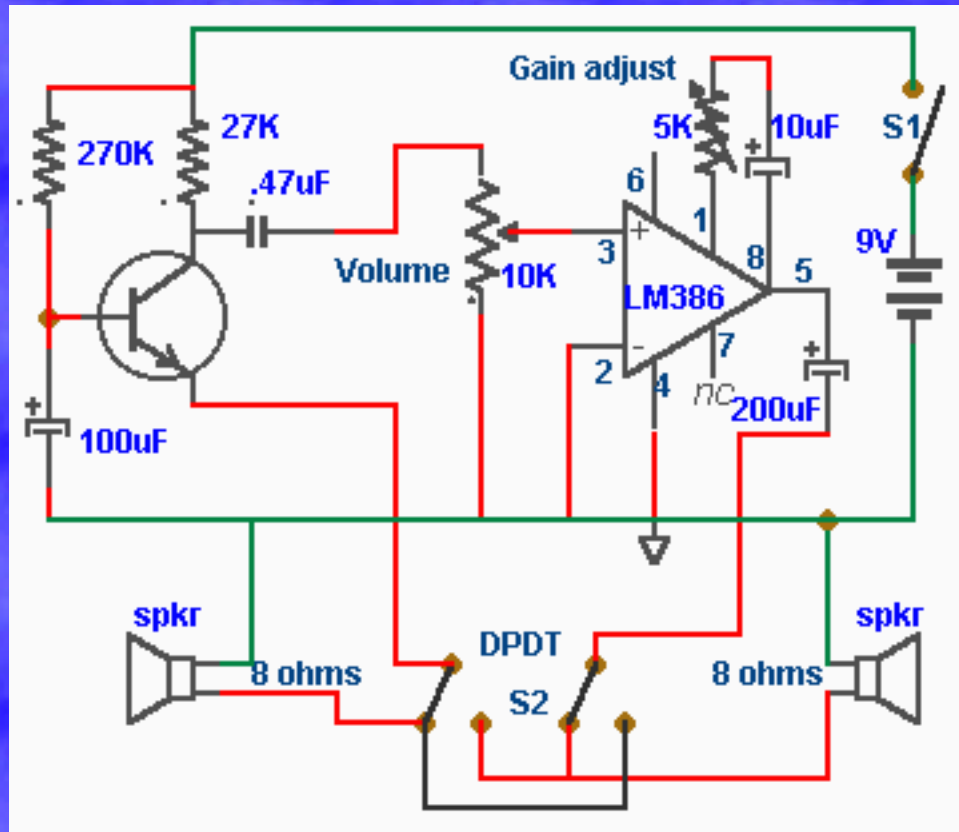 Gain adjust
270K
27K
.47uF
5K
10uF
S1
6
1
3
+
Volume
10K
LM386
8
5
9V
2
-
4
7
nc
+
200uF
+
100uF
+
spkr
8 ohms
DPDT
S2
8 ohms
spkr